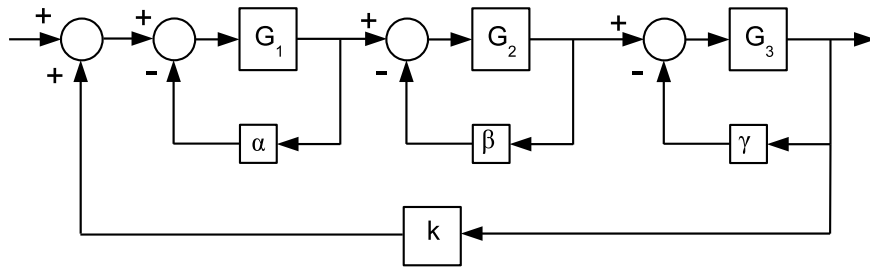 + + + +
G₁ G₂ G₃
+ - - -
α β γ
k